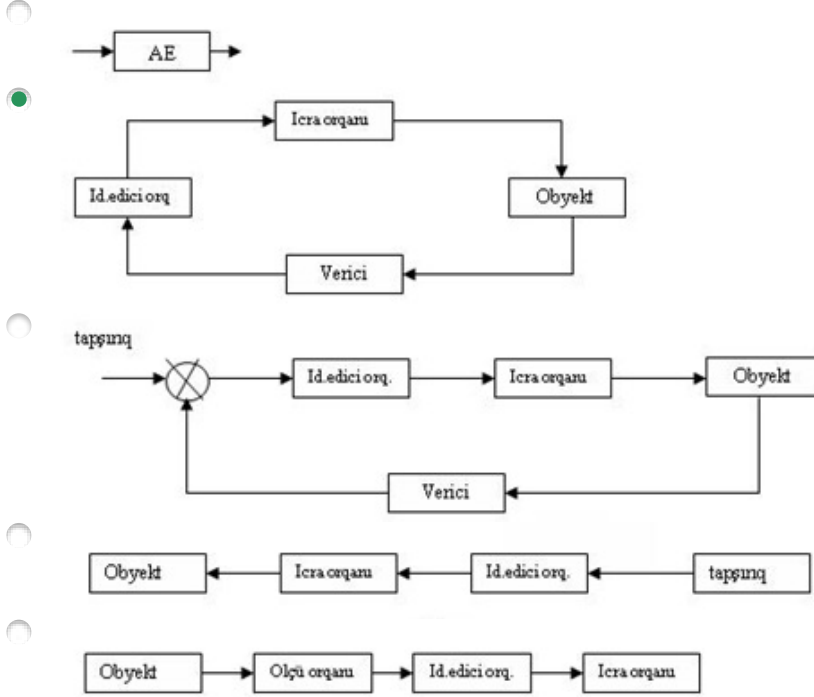 AE
Icra orqanı
Id.edici orq
Obyekt
Verici
tapşırıq
Id.edici orq.
Icra orqanı
Obyekt
Verici
Obyekt
Icra orqanı
Id.edici orq.
tapşırıq
Obyekt
Olçü orqanı
Id.edici orq.
Icra orqanı